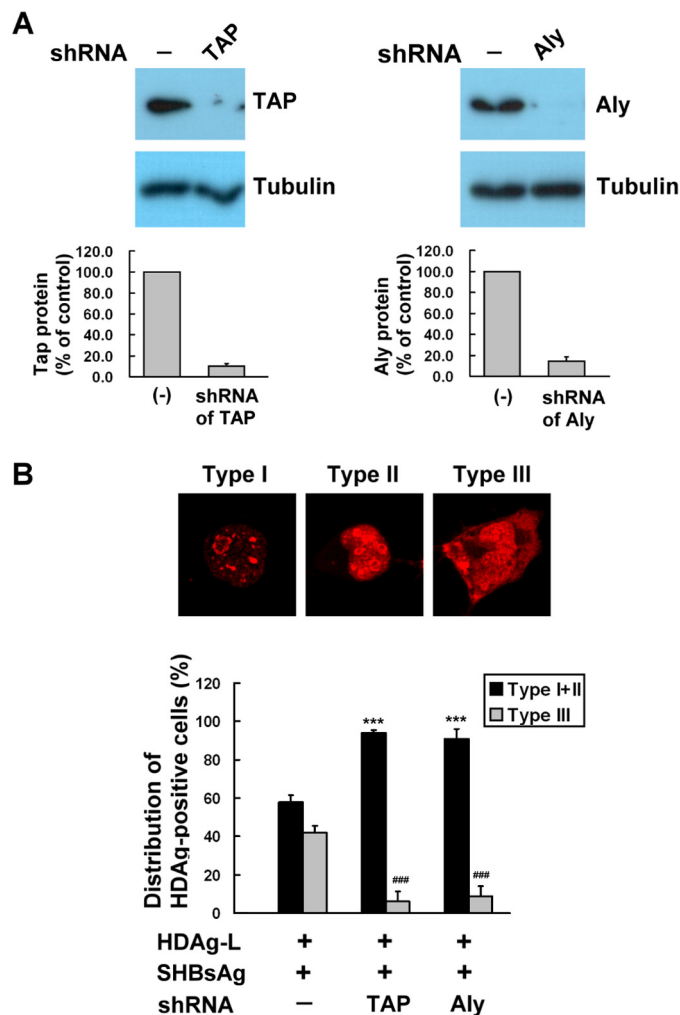 A
shRNA – TAP
TAP
Tubulin
120.0
100.0
80.0
60.0
40.0
20.0
0.0
Tap protein
(% of control)
(-) shRNA
of TAP
shRNA – Aly
Aly
Tubulin
120.0
100.0
80.0
60.0
40.0
20.0
0.0
Aly protein
(% of control)
(-) shRNA
of Aly
B
Type I Type II Type III
Distribution of
HDAg-positive cells (%)
120
100
80
60
40
20
0
*** ***
### ###
Type I+II
Type III
HDAg-L + + +
SHBsAg + + +
shRNA – TAP Aly